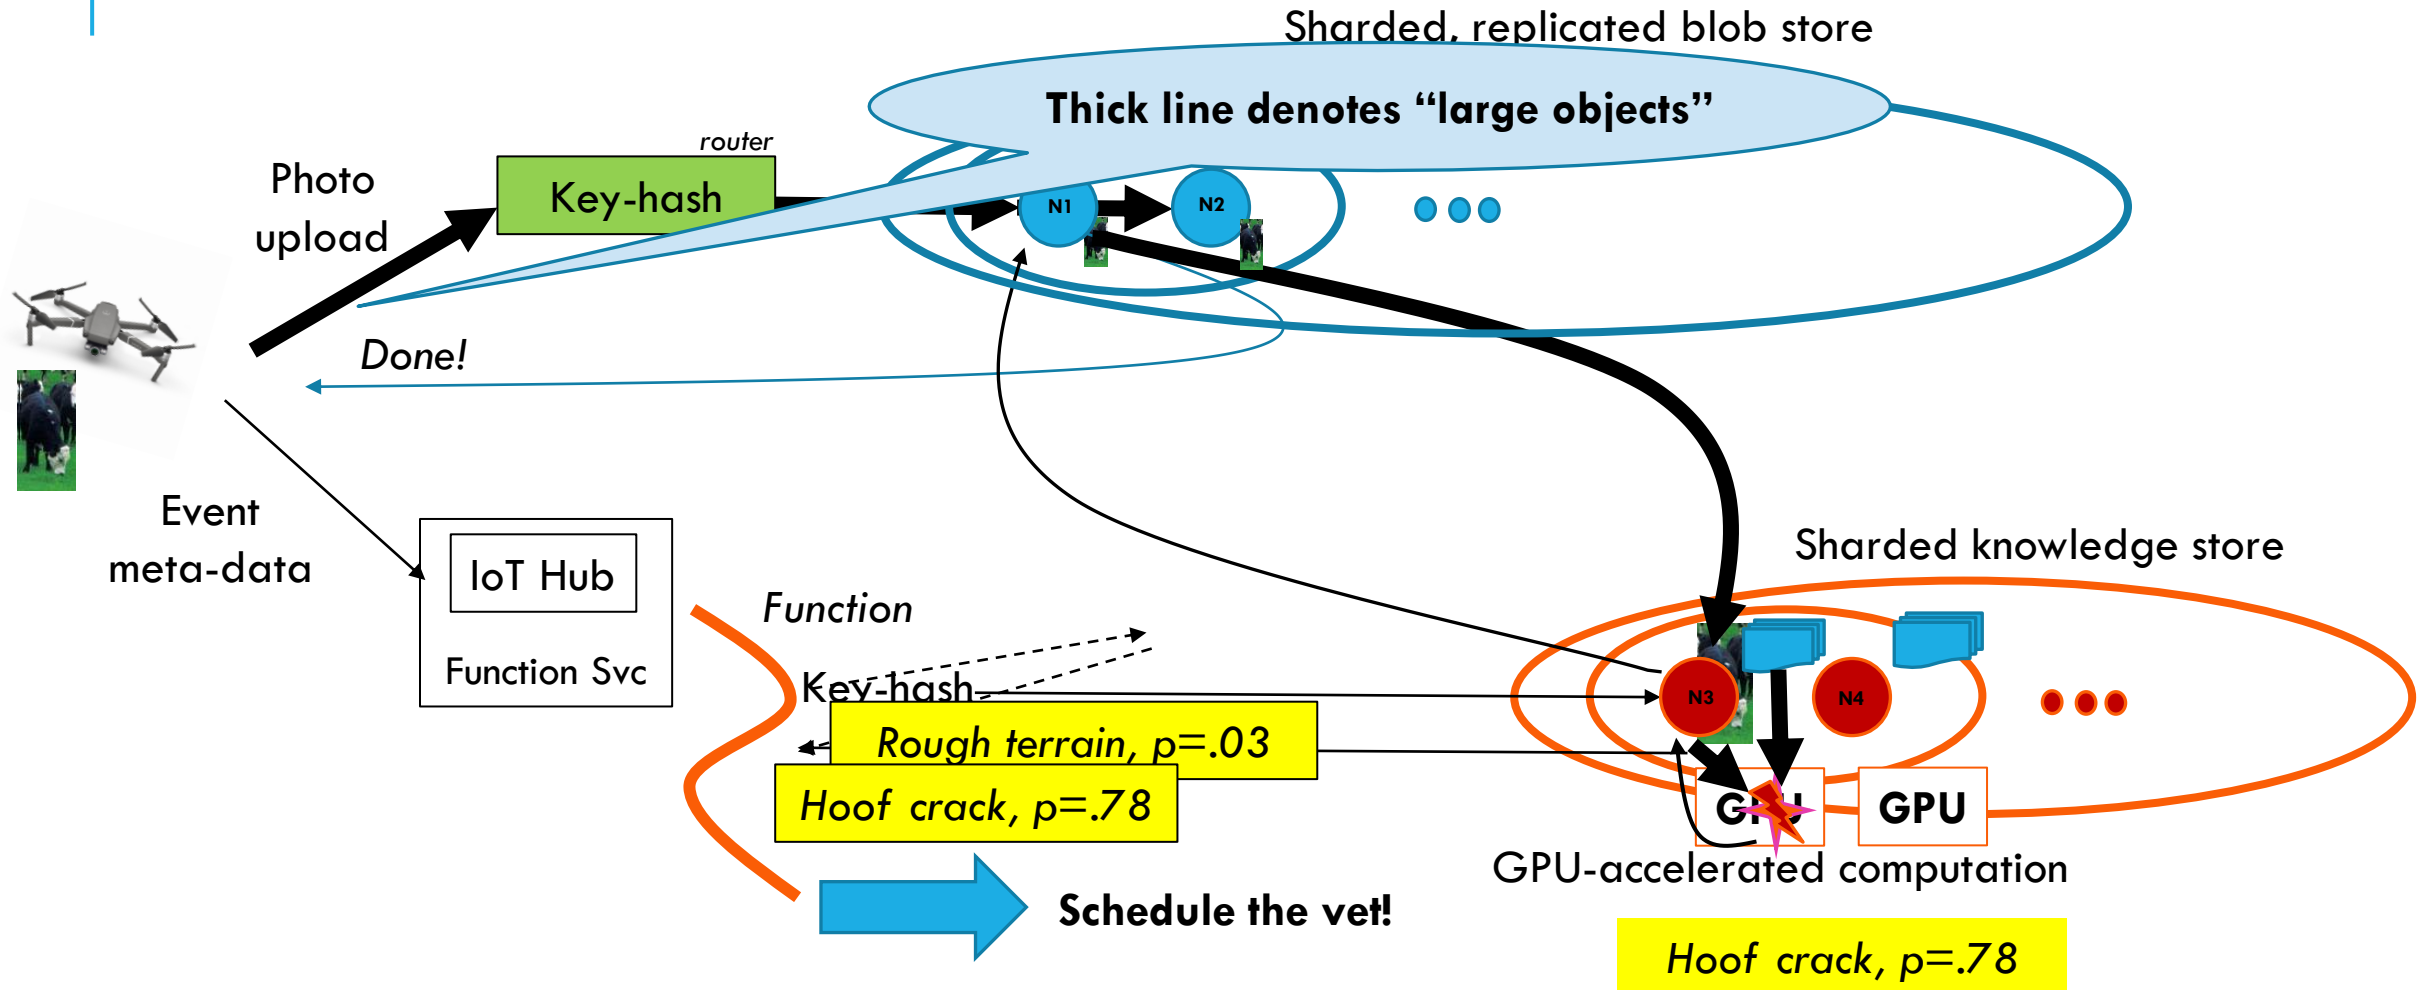 Sharded, replicated blob store
Thick line denotes “large objects”
router
Photo
upload
Key-hash
N1
N2
Done!
Event
meta-data
IoT Hub
Function Svc
Function
Key-hash
Sharded knowledge store
N3
N4
Rough terrain, p=.03
Hoof crack, p=.78
GPU
GPU
GPU-accelerated computation
Schedule the vet!
Hoof crack, p=.78